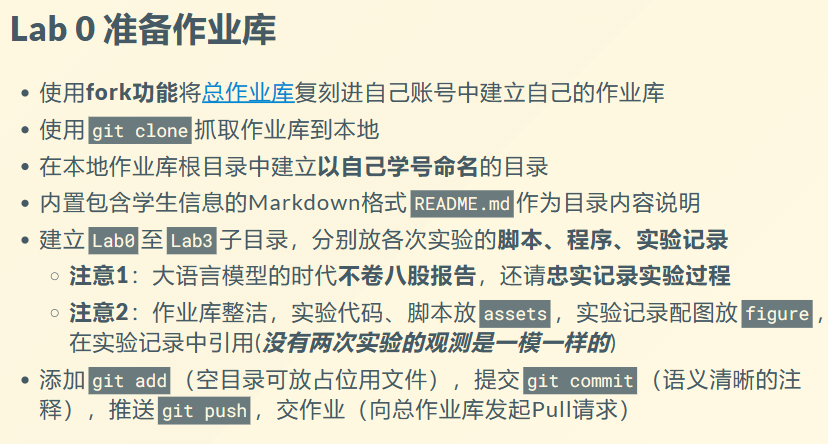 Lab 0 准备作业库
使用fork功能将总作业库复刻进自己账号中建立自己的作业库
使用 git clone 抓取作业库到本地
在本地作业库根目录中建立以自己学号命名的目录
内置包含学生信息的Markdown格式 README.md 作为目录内容说明
建立 Lab0 至 Lab3 子目录，分别放各次实验的脚本、程序、实验记录
注意1：大语言模型的时代不卷八股报告，还请忠实记录实验过程
注意2：作业库整洁，实验代码、脚本放 assets ，实验记录配图放 figure ，
在实验记录中引用(没有两次实验的观测是一模一样的)
添加 git add （空目录可放占位用文件），提交 git commit （语义清晰的注
释），推送 git push ，交作业（向总作业库发起Pull请求）